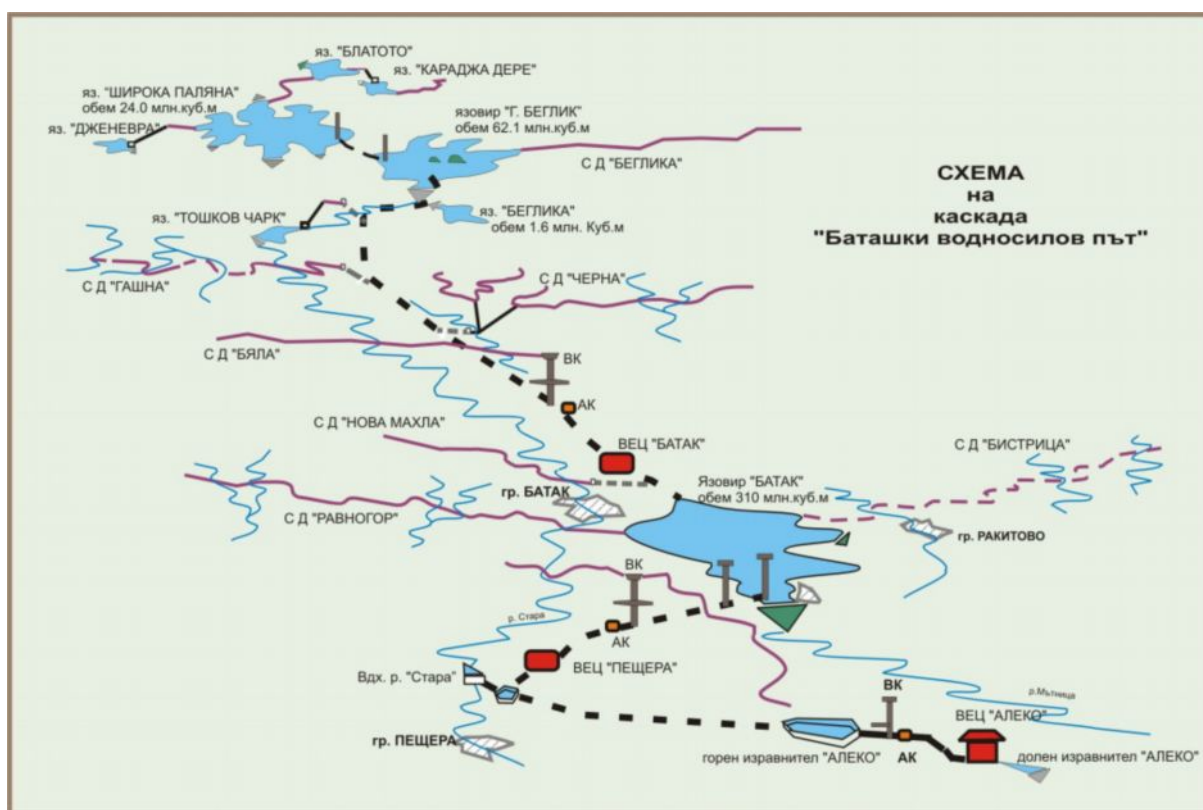 яз. "БЛАТОТО"
яз. "КАРАДЖА ДЕРЕ"
яз. "ШИРОКА ПАЛЯНА"
обем 24.0 млн.куб.м
язовир "Г. БЕГЛИК"
обем 62.1 млн.куб.м
яз. "ДЖЕНЕВРА"
С Д "БЕГЛИКА"
СХЕМА
на
каскада
"Баташки водносилов път"
яз. "ТОШКОВ ЧАРК"
яз. "БЕГЛИКА"
обем 1.6 млн. Куб.м
С Д "ГАШНА"
С Д "ЧЕРНА"
С Д "БЯЛА"
ВК
АК
С Д "НОВА МАХЛА"
ВЕЦ "БАТАК"
С Д "БИСТРИЦА"
Язовир "БАТАК"
обем 310 млн.куб.м
гр. БАТАК
С Д "РАВНОГОР"
гр. РАКИТОВО
ВК
р. Стара
АК
ВЕЦ "ПЕЩЕРА"
Вдх. р. "Стара"
ВК
р.Мътница
ВЕЦ "АЛЕКО"
гр. ПЕЩЕРА
горен изравнител "АЛЕКО"
АК
долен изравнител "АЛЕКО"